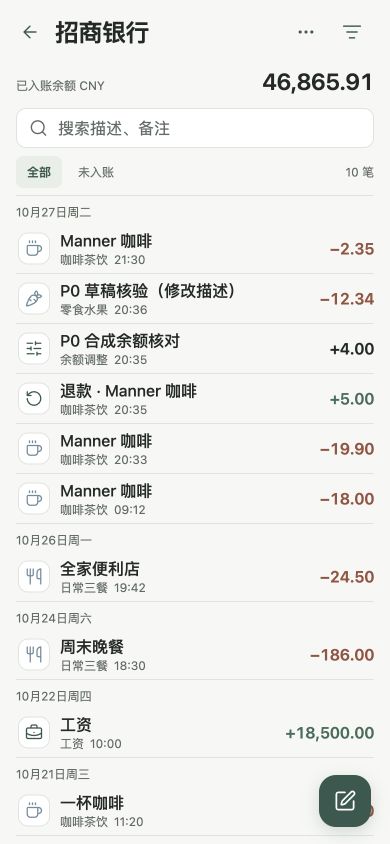 招商银行
已入账余额 CNY
46,865.91
搜索描述、备注
全部 未入账 10 笔
10月27日周二
Manner 咖啡
咖啡茶饮 21:30
−2.35
P0 草稿核验（修改描述）
零食水果 20:36
−12.34
P0 合成余额核对
余额调整 20:35
+4.00
退款 · Manner 咖啡
咖啡茶饮 20:35
+5.00
Manner 咖啡
咖啡茶饮 20:33
−19.90
Manner 咖啡
咖啡茶饮 09:12
−18.00
10月26日周一
全家便利店
日常三餐 19:42
−24.50
10月24日周六
周末晚餐
日常三餐 18:30
−186.00
10月22日周四
工资
工资 10:00
+18,500.00
10月21日周三
一杯咖啡
咖啡茶饮 11:20